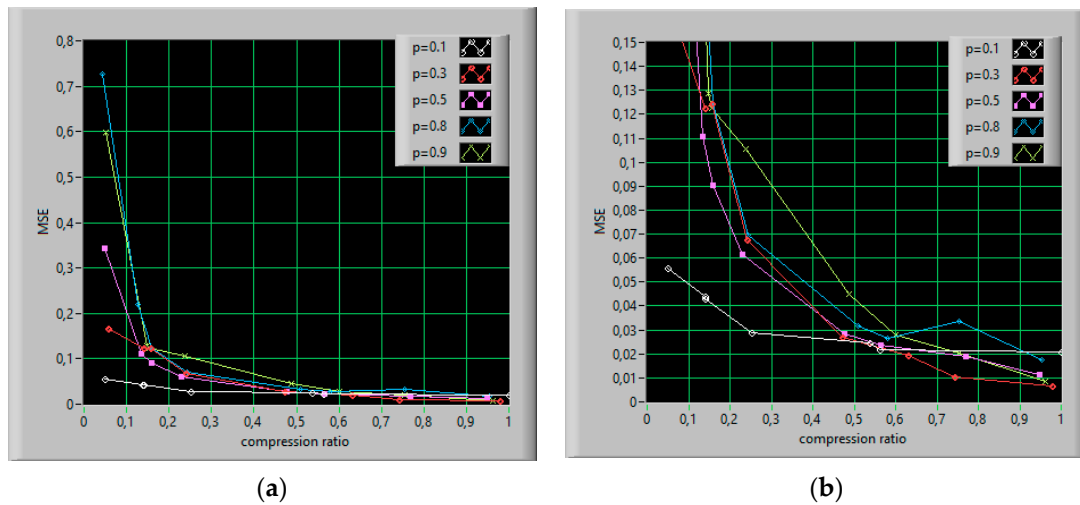 p=0.1
p=0.3
p=0.5
p=0.8
p=0.9
MSE
0,8
0,7
0,6
0,5
0,4
0,3
0,2
0,1
0
0 0,1 0,2 0,3 0,4 0,5 0,6 0,7 0,8 0,9 1
compression ratio
(a)
p=0.1
p=0.3
p=0.5
p=0.8
p=0.9
MSE
0,15
0,14
0,13
0,12
0,11
0,1
0,09
0,08
0,07
0,06
0,05
0,04
0,03
0,02
0,01
0
0 0,1 0,2 0,3 0,4 0,5 0,6 0,7 0,8 0,9 1
compression ratio
(b)